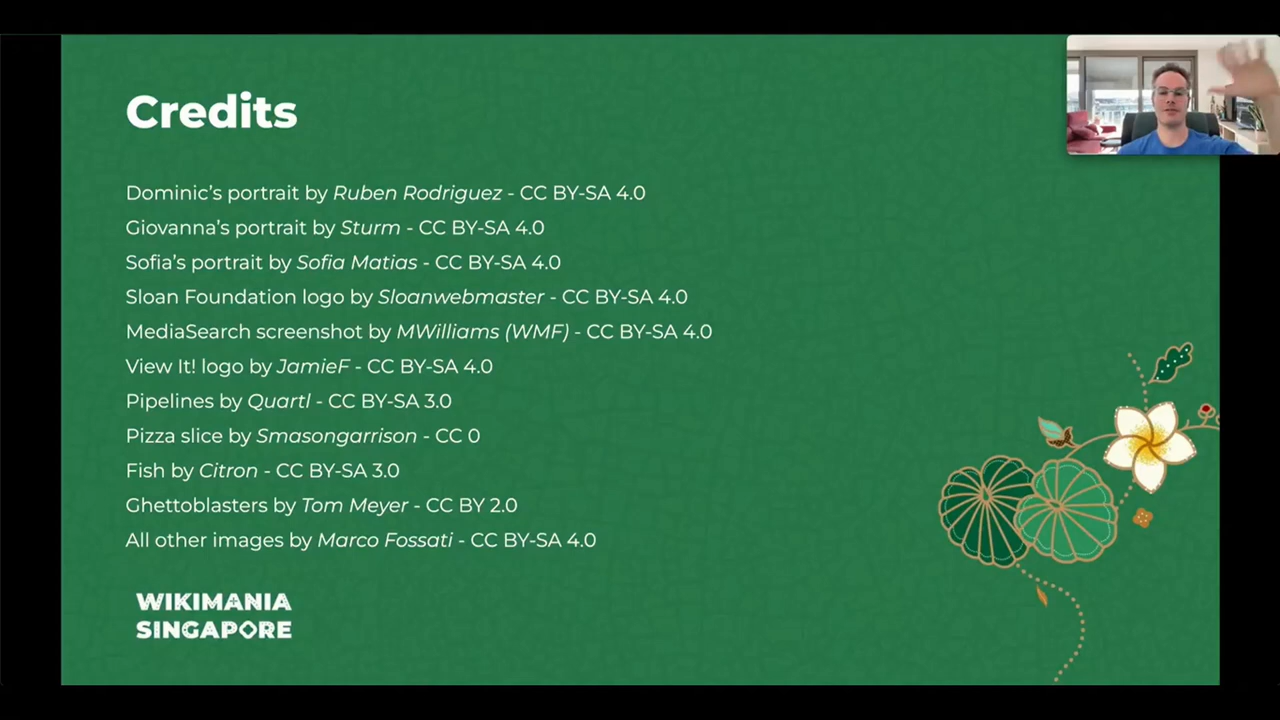 Credits
Dominic's portrait by Ruben Rodriguez - CC BY-SA 4.0
Giovanna's portrait by Sturm - CC BY-SA 4.0
Sofia's portrait by Sofia Matias - CC BY-SA 4.0
Sloan Foundation logo by Sloanwebmaster - CC BY-SA 4.0
MediaSearch screenshot by MWilliams (WMF) - CC BY-SA 4.0
View It! logo by JamieF - CC BY-SA 4.0
Pipelines by Quartl - CC BY-SA 3.0
Pizza slice by Smasongarrison - CC 0
Fish by Citron - CC BY-SA 3.0
Ghettoblasters by Tom Meyer - CC BY 2.0
All other images by Marco Fossati - CC BY-SA 4.0
WIKIMANIA
SINGAPORE